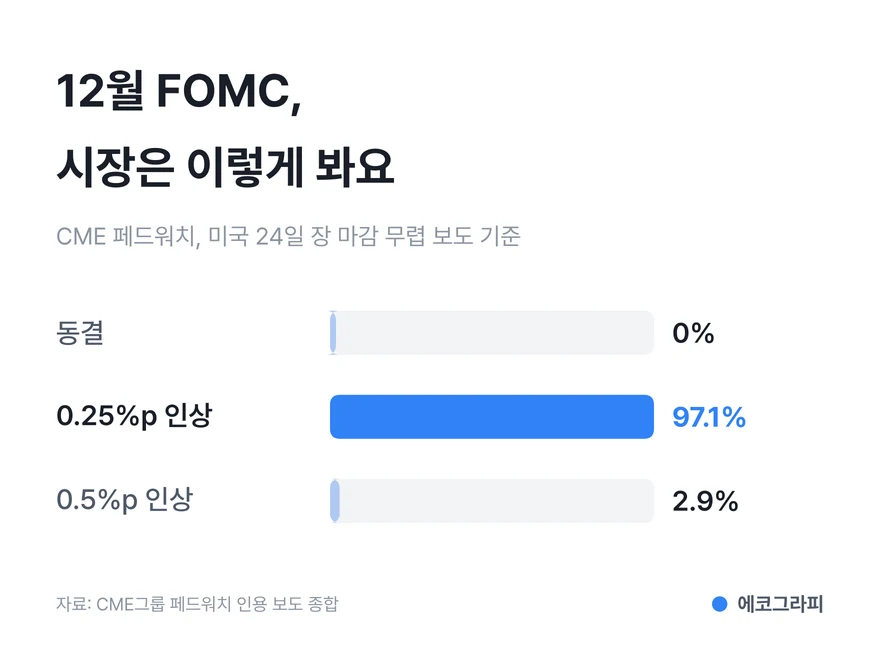 12월 FOMC,
시장은 이렇게 봐요
CME 페드워치, 미국 24일 장 마감 무렵 보도 기준
동결 0%
0.25%p 인상 97.1%
0.5%p 인상 2.9%
자료: CME그룹 페드워치 인용 보도 종합
에코그라피